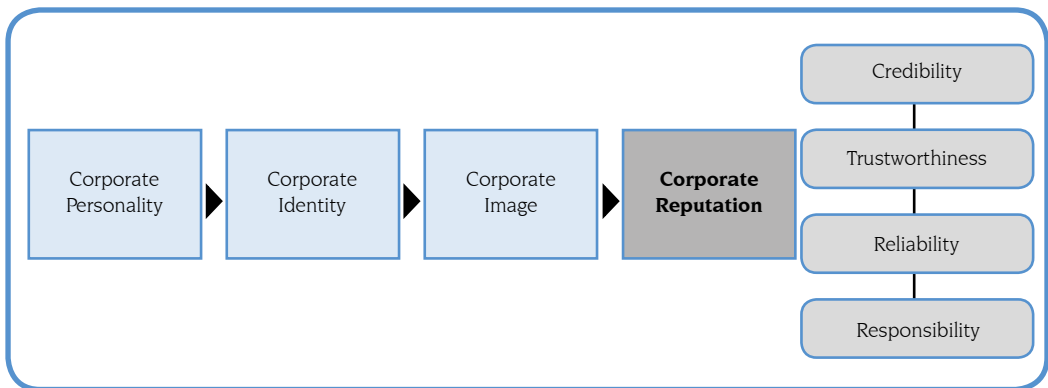 Corporate
Personality
Corporate
Identity
Corporate
Image
Corporate
Reputation
Credibility
Trustworthiness
Reliability
Responsibility